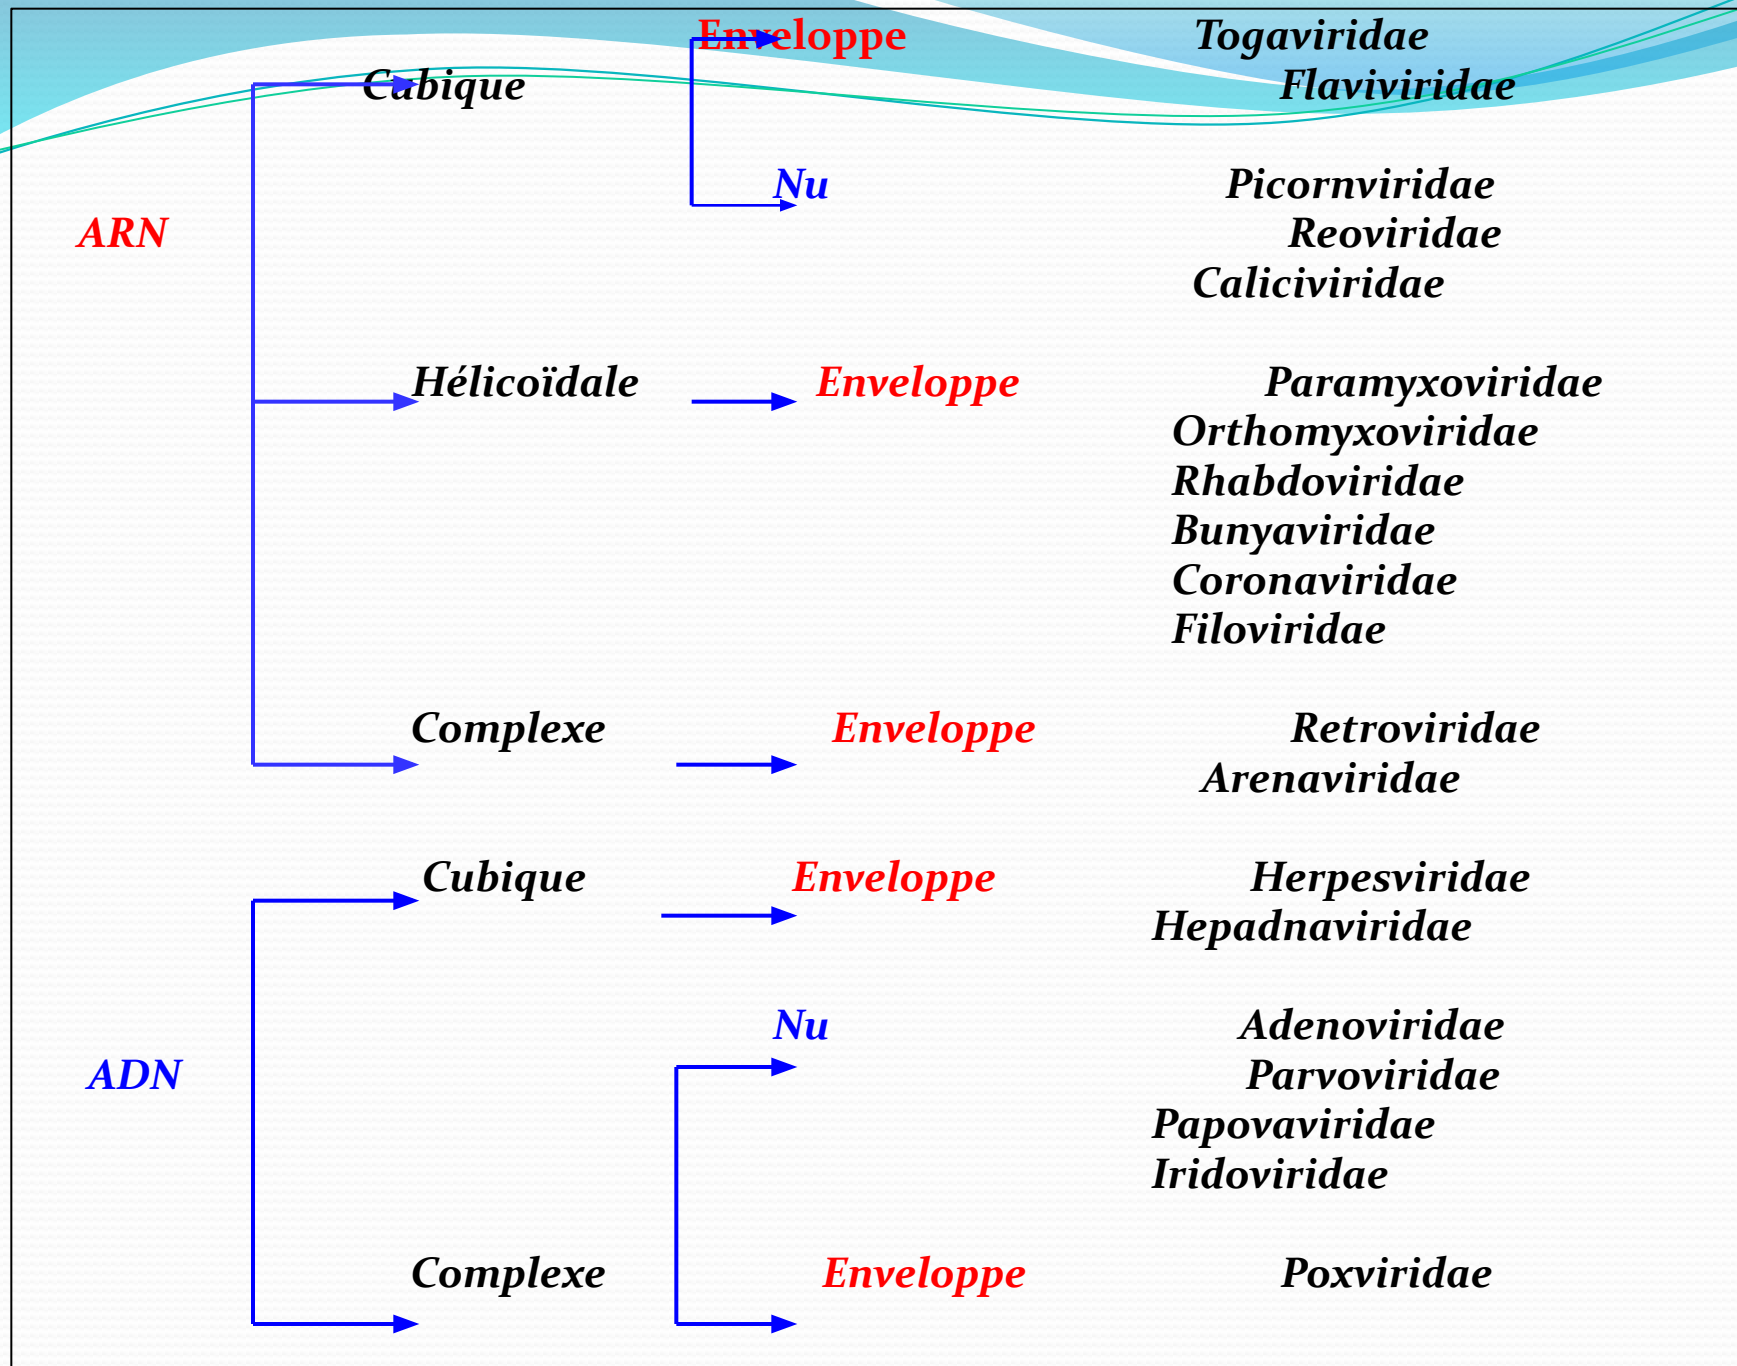 Enveloppe Togaviridae
Cubique Flaviviridae
Nu Picornviridae
ARN Reoviridae
Caliciviridae
Hélicoïdale Enveloppe Paramyxoviridae
Orthomyxoviridae
Rhabdoviridae
Bunyaviridae
Coronaviridae
Filoviridae
Complexe Enveloppe Retroviridae
Arenaviridae
Cubique Enveloppe Herpesviridae
Hepadnaviridae
Nu Adenoviridae
ADN Parvoviridae
Papovaviridae
Iridoviridae
Complexe Enveloppe Poxviridae